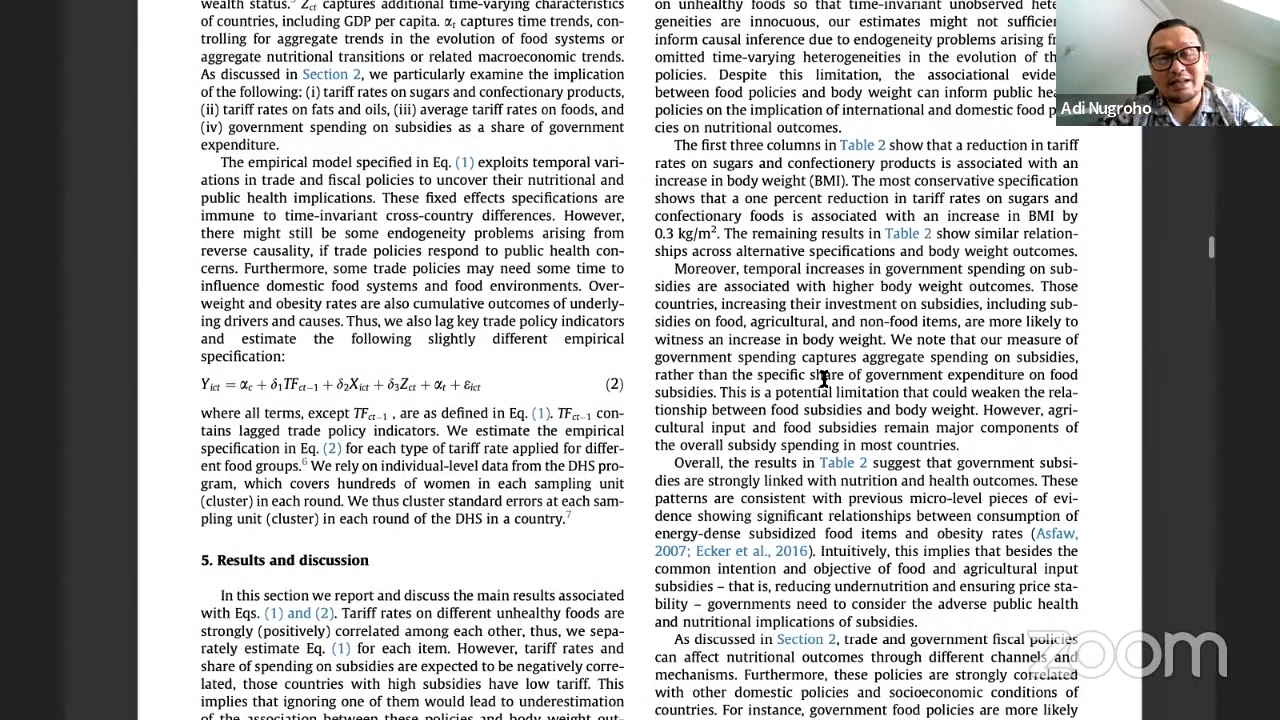 wealth status.⁵ Z_ct captures additional time-varying characteristics
of countries, including GDP per capita. α_t captures time trends, con-
trolling for aggregate trends in the evolution of food systems or
aggregate nutritional transitions or related macroeconomic trends.
As discussed in Section 2, we particularly examine the implication
of the following: (i) tariff rates on sugars and confectionary products,
(ii) tariff rates on fats and oils, (iii) average tariff rates on foods, and
(iv) government spending on subsidies as a share of government
expenditure.
The empirical model specified in Eq. (1) exploits temporal vari-
ations in trade and fiscal policies to uncover their nutritional and
public health implications. These fixed effects specifications are
immune to time-invariant cross-country differences. However,
there might still be some endogeneity problems arising from
reverse causality, if trade policies respond to public health con-
cerns. Furthermore, some trade policies may need some time to
influence domestic food systems and food environments. Over-
weight and obesity rates are also cumulative outcomes of underly-
ing drivers and causes. Thus, we also lag key trade policy indicators
and estimate the following slightly different empirical
specification:
Y_ict = α_c + δ_1TF_ct−1 + δ_2X_ict + δ_3Z_ct + α_t + ε_ict (2)
where all terms, except TF_ct−1 , are as defined in Eq. (1). TF_ct−1 con-
tains lagged trade policy indicators. We estimate the empirical
specification in Eq. (2) for each type of tariff rate applied for differ-
ent food groups.⁶ We rely on individual-level data from the DHS pro-
gram, which covers hundreds of women in each sampling unit
(cluster) in each round. We thus cluster standard errors at each sam-
pling unit (cluster) in each round of the DHS in a country.⁷
5. Results and discussion
In this section we report and discuss the main results associated
with Eqs. (1) and (2). Tariff rates on different unhealthy foods are
strongly (positively) correlated among each other, thus, we sepa-
rately estimate Eq. (1) for each item. However, tariff rates and
share of spending on subsidies are expected to be negatively corre-
lated, those countries with high subsidies have low tariff. This
implies that ignoring one of them would lead to underestimation
of the association between these policies and body weight out-
on unhealthy foods so that time-invariant unobserved hete
geneities are innocuous, our estimates might not sufficien
inform causal inference due to endogeneity problems arising fr
omitted time-varying heterogeneities in the evolution of th
policies. Despite this limitation, the associational evide
between food policies and body weight can inform public hea
policies on the implication of international and domestic food p
cies on nutritional outcomes.
The first three columns in Table 2 show that a reduction in tariff
rates on sugars and confectionery products is associated with an
increase in body weight (BMI). The most conservative specification
shows that a one percent reduction in tariff rates on sugars and
confectionary foods is associated with an increase in BMI by
0.3 kg/m². The remaining results in Table 2 show similar relation-
ships across alternative specifications and body weight outcomes.
Moreover, temporal increases in government spending on sub-
sidies are associated with higher body weight outcomes. Those
countries, increasing their investment on subsidies, including sub-
sidies on food, agricultural, and non-food items, are more likely to
witness an increase in body weight. We note that our measure of
government spending captures aggregate spending on subsidies,
rather than the specific share of government expenditure on food
subsidies. This is a potential limitation that could weaken the rela-
tionship between food subsidies and body weight. However, agri-
cultural input and food subsidies remain major components of
the overall subsidy spending in most countries.
Overall, the results in Table 2 suggest that government subsi-
dies are strongly linked with nutrition and health outcomes. These
patterns are consistent with previous micro-level pieces of evi-
dence showing significant relationships between consumption of
energy-dense subsidized food items and obesity rates (Asfaw,
2007; Ecker et al., 2016). Intuitively, this implies that besides the
common intention and objective of food and agricultural input
subsidies – that is, reducing undernutrition and ensuring price sta-
bility – governments need to consider the adverse public health
and nutritional implications of subsidies.
As discussed in Section 2, trade and government fiscal policies
can affect nutritional outcomes through different channels and
mechanisms. Furthermore, these policies are strongly correlated
with other domestic policies and socioeconomic conditions of
countries. For instance, government food policies are more likely
Adi Nugroho
zoom